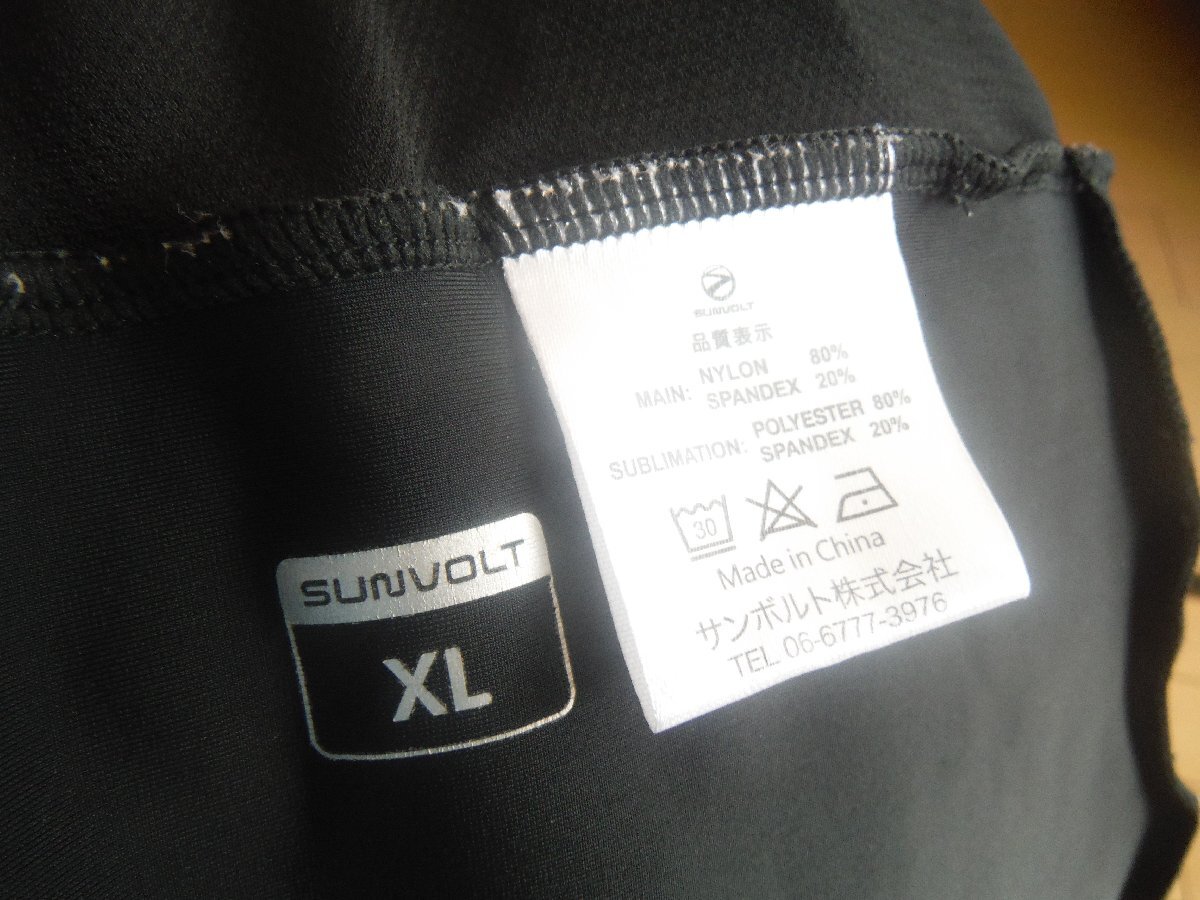 SUNVOLT
品質表示
MAIN: NYLON 80%
SPANDEX 20%
SUBLIMATION: POLYESTER 80%
SPANDEX 20%
30
Made in China
サンボルト株式会社
TEL 06-6777-3976
SUNVOLT
XL